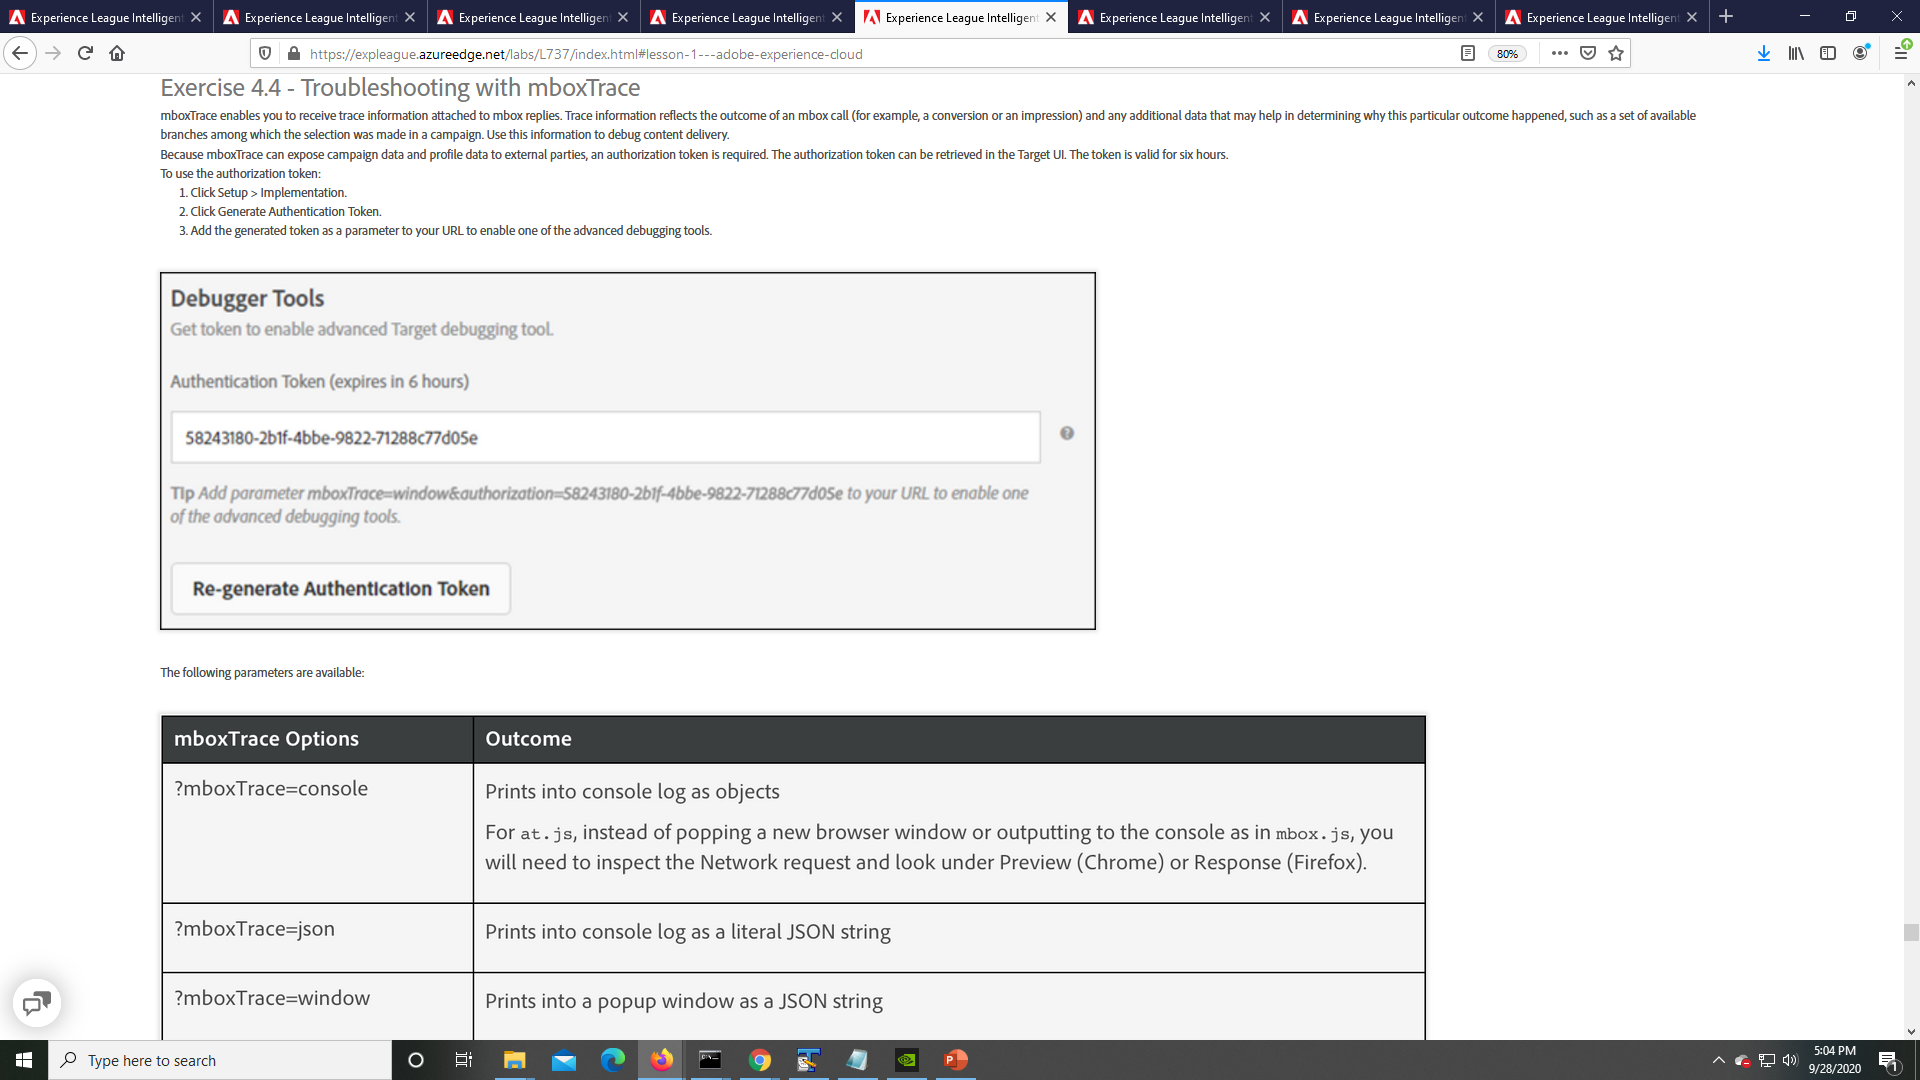 Experience League Intelligent
Experience League Intelligent
Experience League Intelligent
Experience League Intelligent
Experience League Intelligent
Experience League Intelligent
Experience League Intelligent
Experience League Intelligent
https://expleague.azureedge.net/labs/L737/index.html#lesson-1---adobe-experience-cloud
80%
Exercise 4.4 - Troubleshooting with mboxTrace
mboxTrace enables you to receive trace information attached to mbox replies. Trace information reflects the outcome of an mbox call (for example, a conversion or an impression) and any additional data that may help in determining why this particular outcome happened, such as a set of available
branches among which the selection was made in a campaign. Use this information to debug content delivery.
Because mboxTrace can expose campaign data and profile data to external parties, an authorization token is required. The authorization token can be retrieved in the Target UI. The token is valid for six hours.
To use the authorization token:
1. Click Setup > Implementation.
2. Click Generate Authentication Token.
3. Add the generated token as a parameter to your URL to enable one of the advanced debugging tools.
Debugger Tools
Get token to enable advanced Target debugging tool.
Authentication Token (expires in 6 hours)
58243180-2b1f-4bbe-9822-71288c77d05e
Tip Add parameter mboxTrace=window&authorization=58243180-2b1f-4bbe-9822-71288c77d05e to your URL to enable one
of the advanced debugging tools.
Re-generate Authentication Token
The following parameters are available:
mboxTrace Options
Outcome
?mboxTrace=console
Prints into console log as objects
For at.js, instead of popping a new browser window or outputting to the console as in mbox.js, you
will need to inspect the Network request and look under Preview (Chrome) or Response (Firefox).
?mboxTrace=json
Prints into console log as a literal JSON string
?mboxTrace=window
Prints into a popup window as a JSON string
Type here to search
5:04 PM
9/28/2020
1